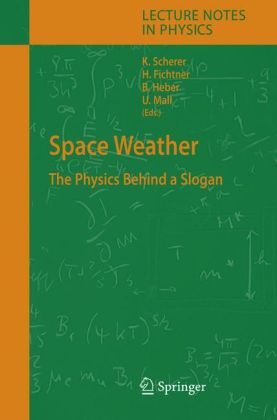 LECTURE NOTES
IN PHYSICS
K. Scherer
H. Fichtner
B. Heber
U. Mall
(Eds.)
Space Weather
The Physics Behind a Slogan
Springer